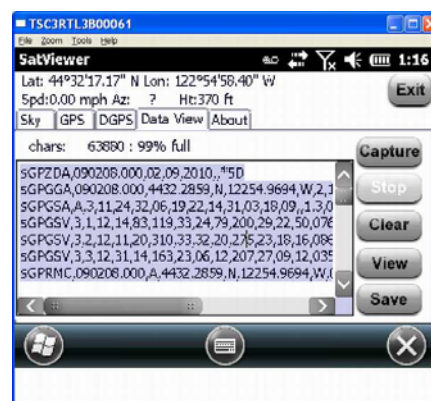 TSC3RTL3B00061
File Zoom Tools Help
SatViewer 1:16
Lat: 44°32'17.17" N Lon: 122°54'58.40" W
Spd:0.00 mph Az: ? Ht:370 ft
Exit
Sky GPS DGPS Data View About
chars: 63880 : 99% full
Capture
Stop
Clear
View
Save
$GPZDA,090208.000,02,09,2010,,*5D
$GPGGA,090208.000,4432.2859,N,12254.9694,W,2,1
$GPGSA,A,3,11,24,32,06,19,22,14,31,03,18,09,,1.3,0
$GPGSV,3,1,12,14,83,119,33,24,79,200,29,22,50,076
$GPGSV,3,2,12,11,20,310,33,32,20,275,23,18,16,086
$GPGSV,3,3,12,31,14,163,23,06,12,207,27,09,12,035
$GPRMC,090208.000,A,4432.2859,N,12254.9694,W,0